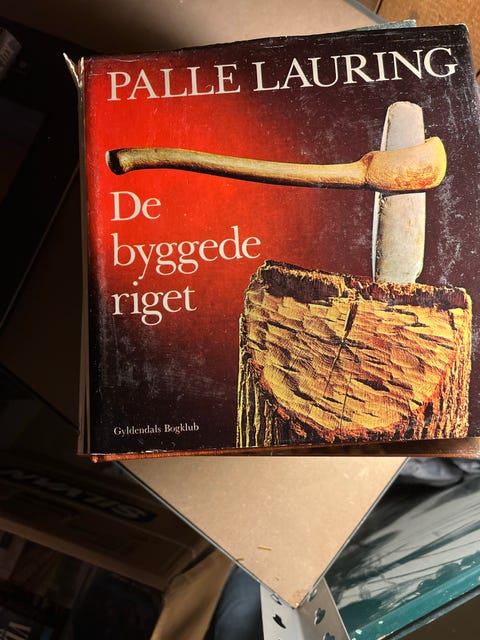 PALLE LAURING
De
byggede
riget
Gyldendals Bogklub